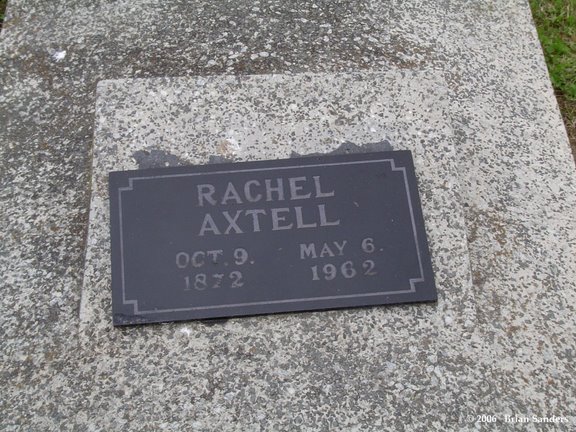 RACHEL
AXTELL
OCT. 9. MAY 6.
1872 1962
© 2006 Brian Sanders